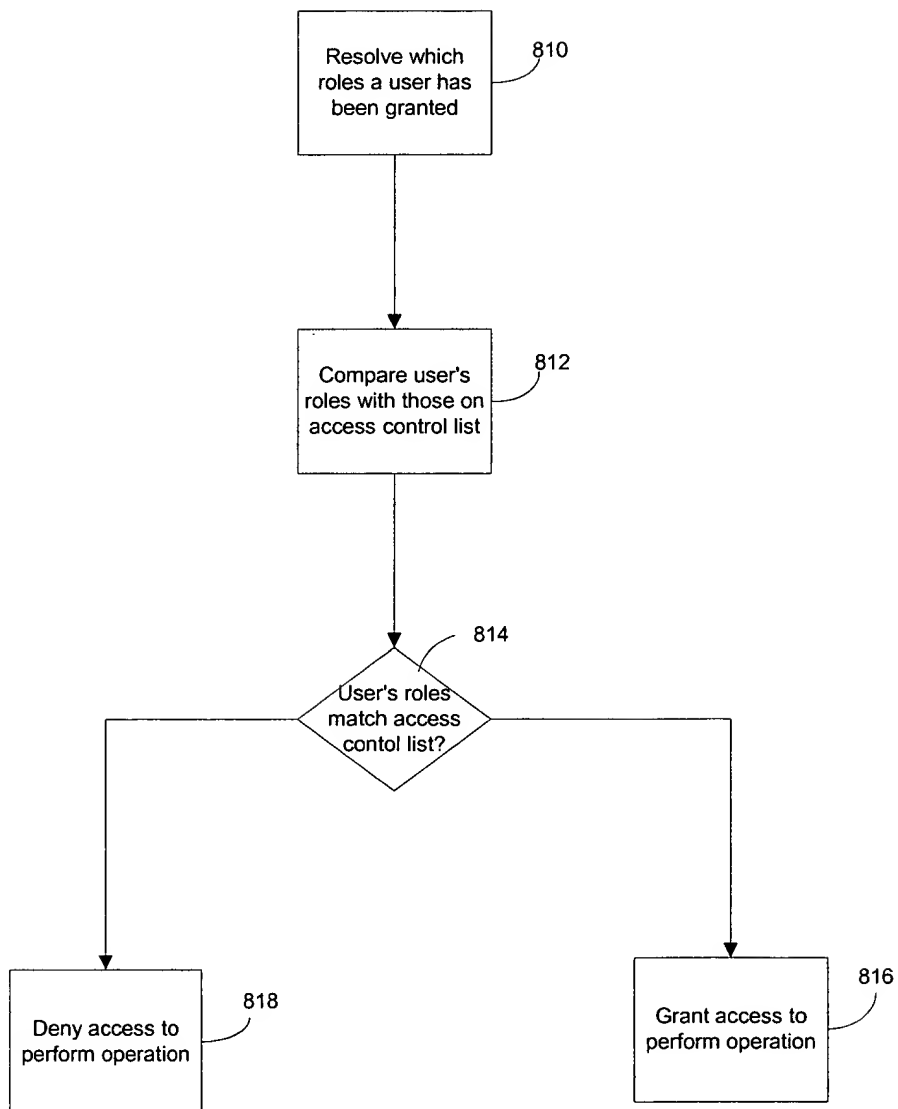 Resolve which
roles a user has
been granted
810
Compare user's
roles with those on
access control list
812
814
User's roles
match access
contol list?
Deny access to
perform operation
818
Grant access to
perform operation
816